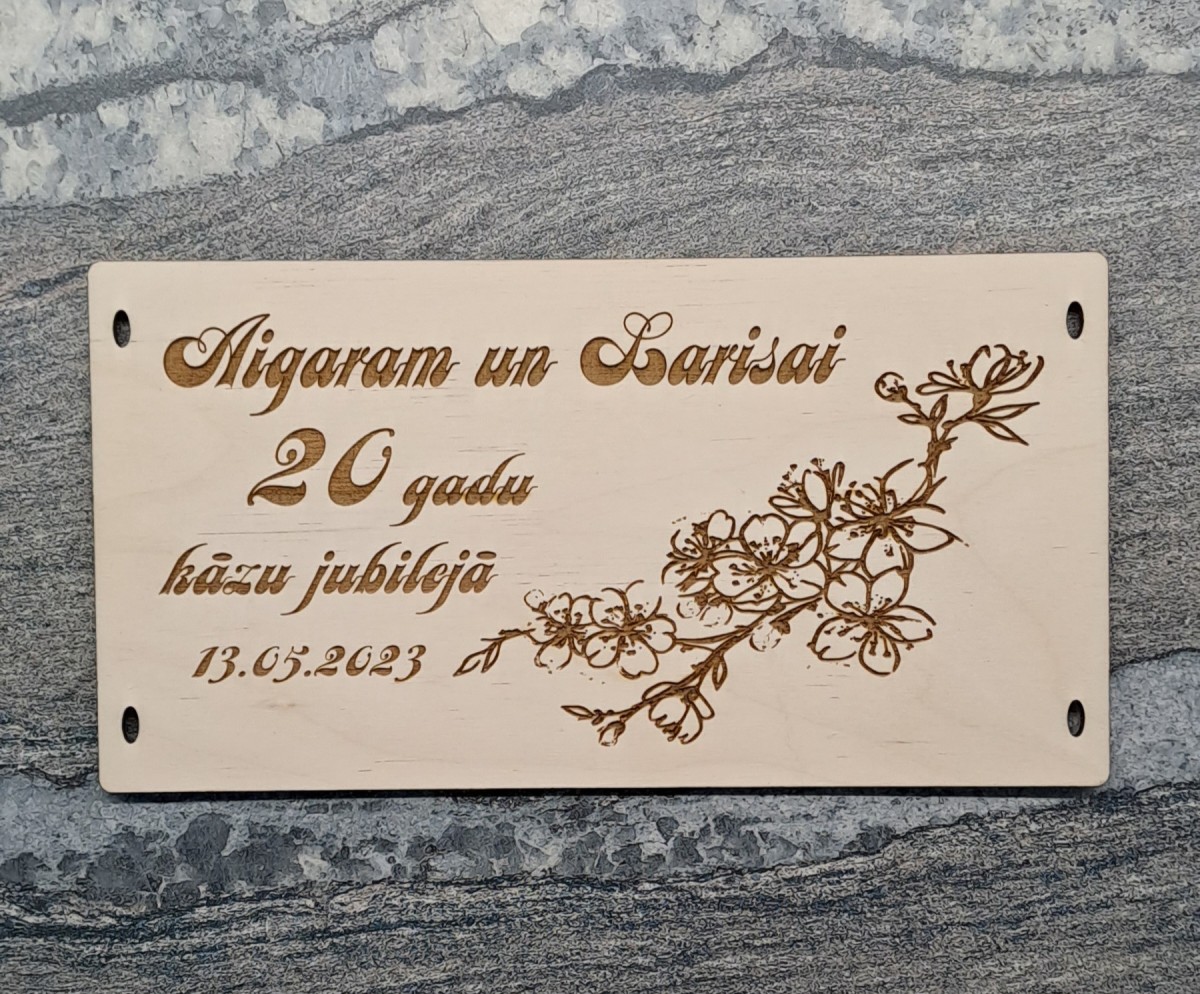 Aigaram un Larisai
20 gadu
kāzu jubilejā
13.05.2023